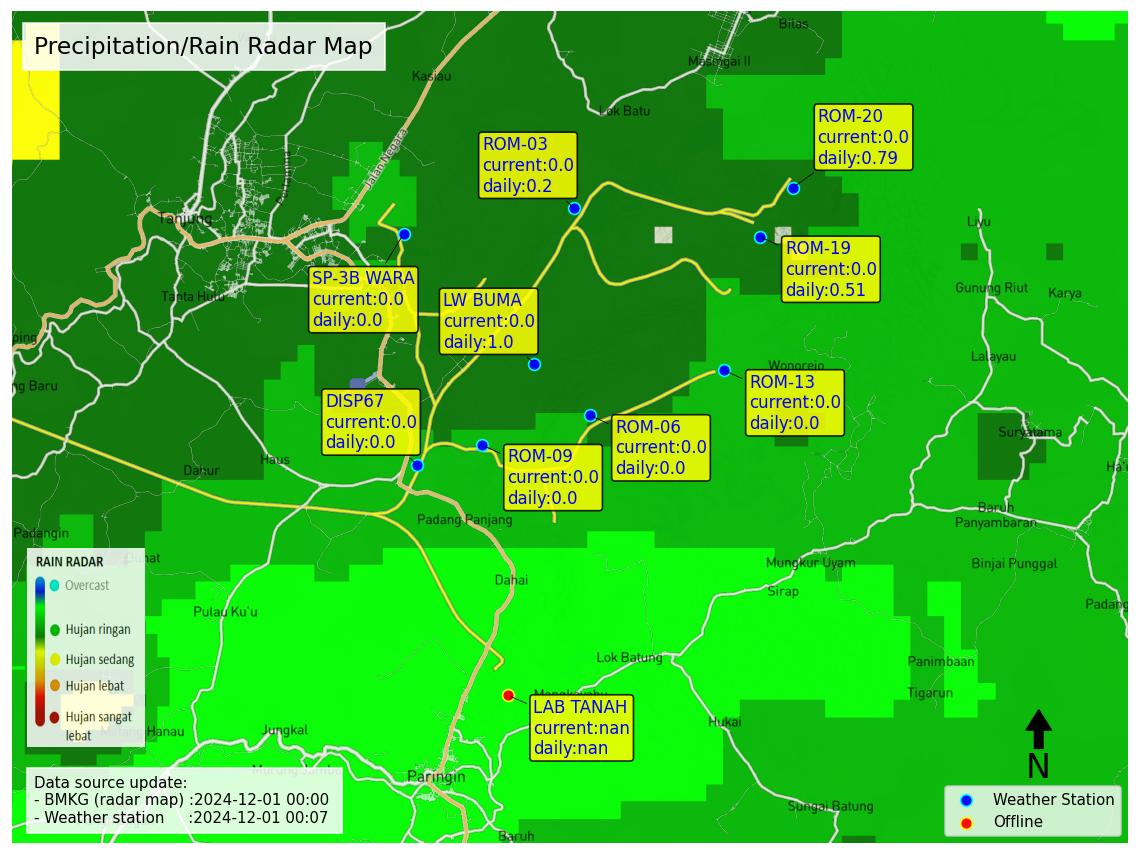 Precipitation/Rain Radar Map
Bilas
Masingai II
Kasiau
Lok Batu
Jalan Negara
Tanjung
Tanta Hulu
ROM-03
current:0.0
daily:0.2
ROM-20
current:0.0
daily:0.79
ROM-19
current:0.0
daily:0.51
SP-3B WARA
current:0.0
daily:0.0
LW BUMA
current:0.0
daily:1.0
Liyu
Gunung Riut
Karya
Lalayau
Wonorejo
ping
ng Baru
DISP67
current:0.0
daily:0.0
ROM-13
current:0.0
daily:0.0
ROM-06
current:0.0
daily:0.0
ROM-09
current:0.0
daily:0.0
Suryatama
Haus
Dahur
Padang Panjang
Baruh
Panyambaran
Padangin
Mungkur Uyam
Binjai Punggal
Dahai
Sirap
Padang
Pulau Ku'u
Lok Batung
Panimbaan
Tigarun
RAIN RADAR
Overcast
Hujan ringan
Hujan sedang
Hujan lebat
Hujan sangat
lebat
LAB TANAH
current:nan
daily:nan
Hukai
Jungkal
Hanau
Paringin
Sungai Batung
Baruh
N
Data source update:
- BMKG (radar map) :2024-12-01 00:00
- Weather station :2024-12-01 00:07
Weather Station
Offline